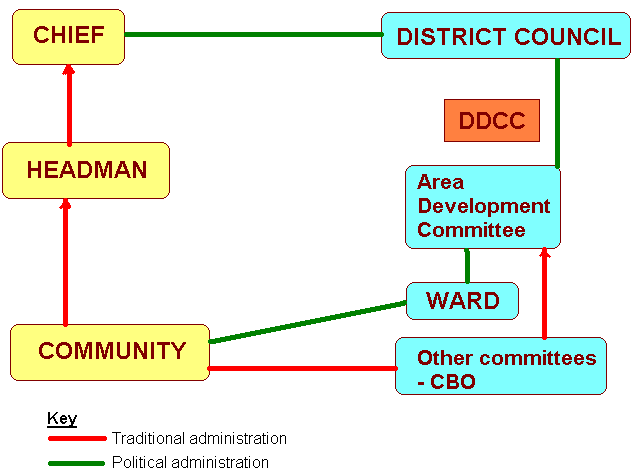 CHIEF
DISTRICT COUNCIL
DDCC
HEADMAN
Area
Development
Committee
WARD
COMMUNITY
Other committees
- CBO
Key
Traditional administration
Political administration